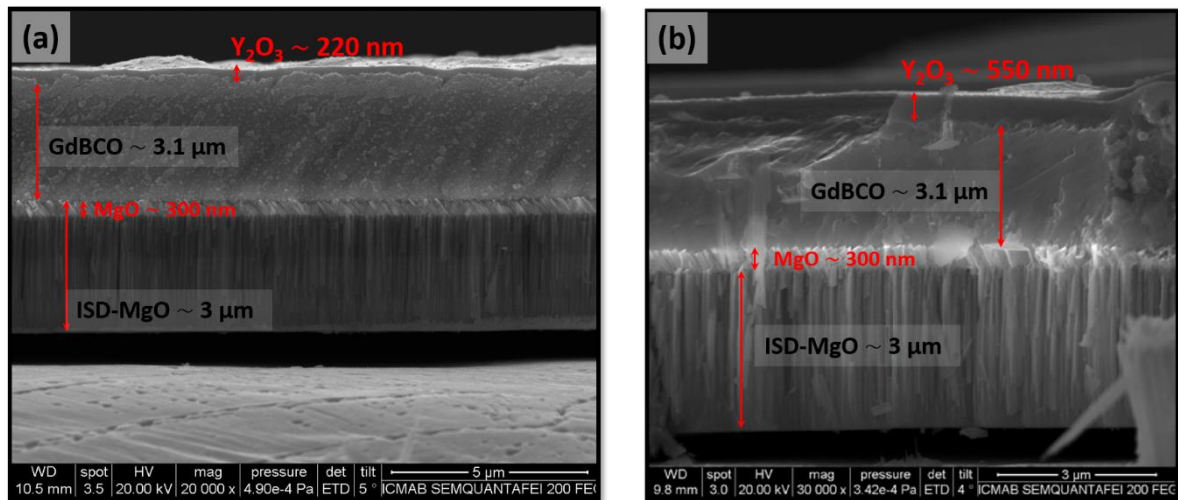 (a)
Y₂O₃ ~ 220 nm
GdBCO ~ 3.1 µm
MgO ~ 300 nm
ISD-MgO ~ 3 µm
WD spot HV mag pressure det tilt 5 µm
10.5 mm 3.5 20.00 kV 20 000 x 4.90e-4 Pa ETD 5 ° ICMAB SEMQUANTAFEI 200 FEG
(b)
Y₂O₃ ~ 550 nm
GdBCO ~ 3.1 µm
MgO ~ 300 nm
ISD-MgO ~ 3 µm
WD spot HV mag pressure det tilt 3 µm
9.8 mm 3.0 20.00 kV 30 000 x 3.42e-4 Pa ETD 4 ° ICMAB SEMQUANTAFEI 200 FEG